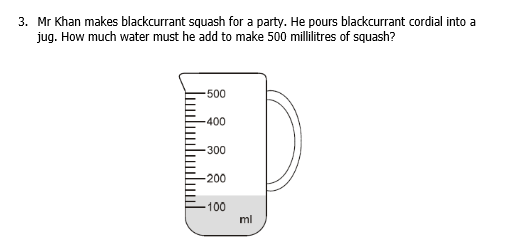 3. Mr Khan makes blackcurrant squash for a party. He pours blackcurrant cordial into a
jug. How much water must he add to make 500 millilitres of squash?
500
400
300
200
100
ml